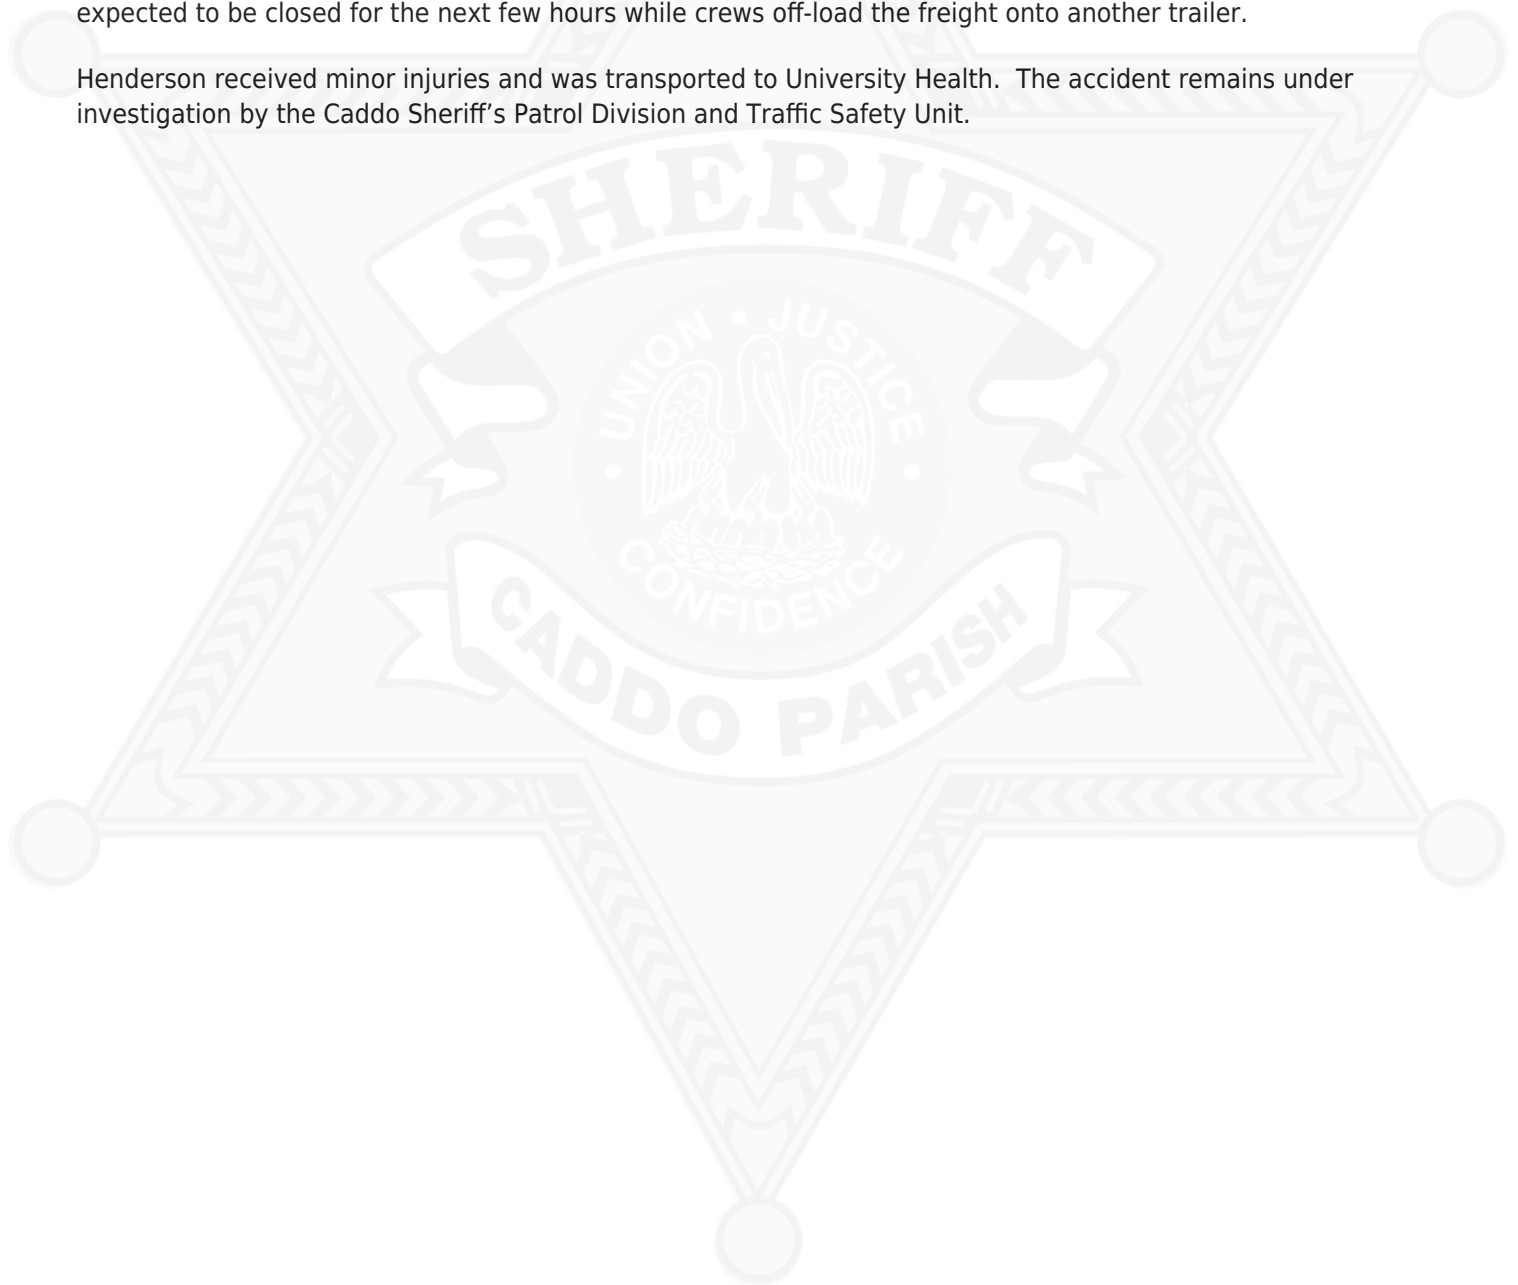 expected to be closed for the next few hours while crews off-load the freight onto another trailer.
Henderson received minor injuries and was transported to University Health.  The accident remains under
investigation by the Caddo Sheriff’s Patrol Division and Traffic Safety Unit.
SHERIFF
UNION • JUSTICE
• CONFIDENCE •
CADDO PARISH